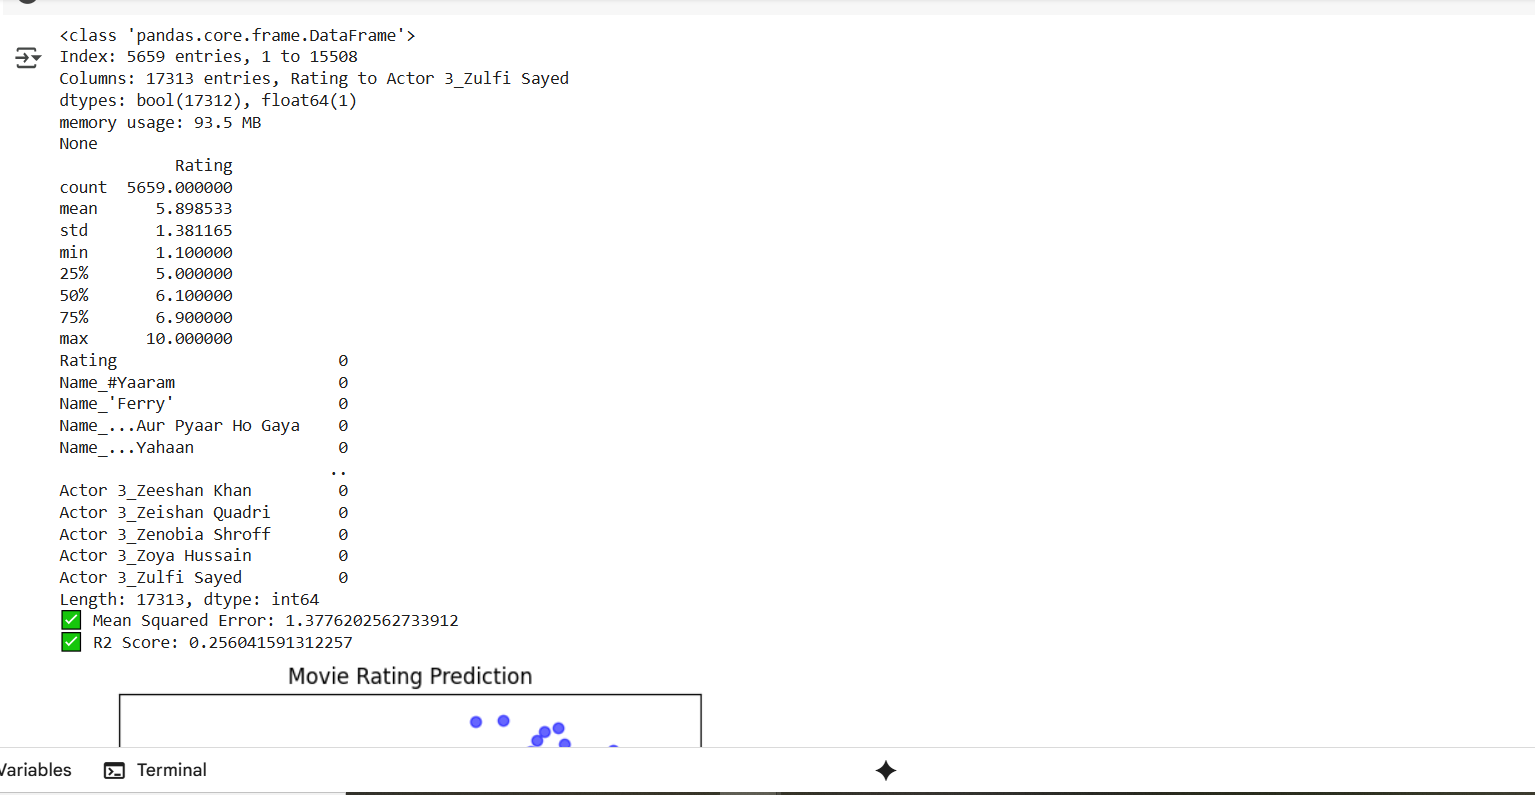 <class 'pandas.core.frame.DataFrame'>
Index: 5659 entries, 1 to 15508
Columns: 17313 entries, Rating to Actor 3_Zulfi Sayed
dtypes: bool(17312), float64(1)
memory usage: 93.5 MB
None
            Rating
count  5659.000000
mean      5.898533
std       1.381165
min       1.100000
25%       5.000000
50%       6.100000
75%       6.900000
max      10.000000
Rating                       0
Name_#Yaaram                 0
Name_'Ferry'                 0
Name_...Aur Pyaar Ho Gaya    0
Name_...Yahaan               0
                            ..
Actor 3_Zeeshan Khan         0
Actor 3_Zeishan Quadri       0
Actor 3_Zenobia Shroff       0
Actor 3_Zoya Hussain         0
Actor 3_Zulfi Sayed          0
Length: 17313, dtype: int64
✅ Mean Squared Error: 1.3776202562733912
✅ R2 Score: 0.256041591312257
Movie Rating Prediction
Variables Terminal